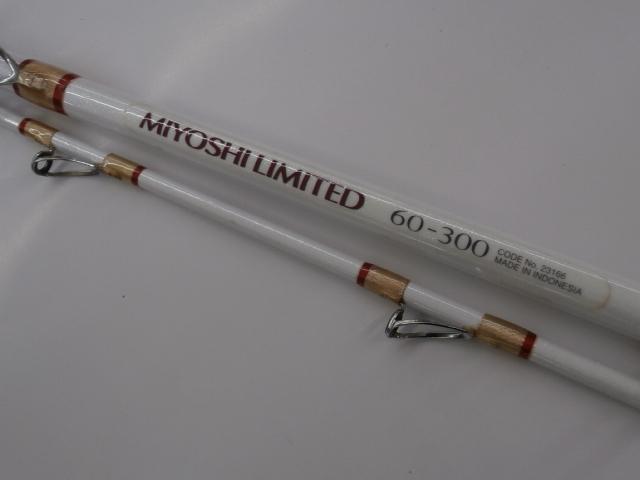 MIYOSHI LIMITED 60-300
CODE No. 23166
MADE IN INDONESIA